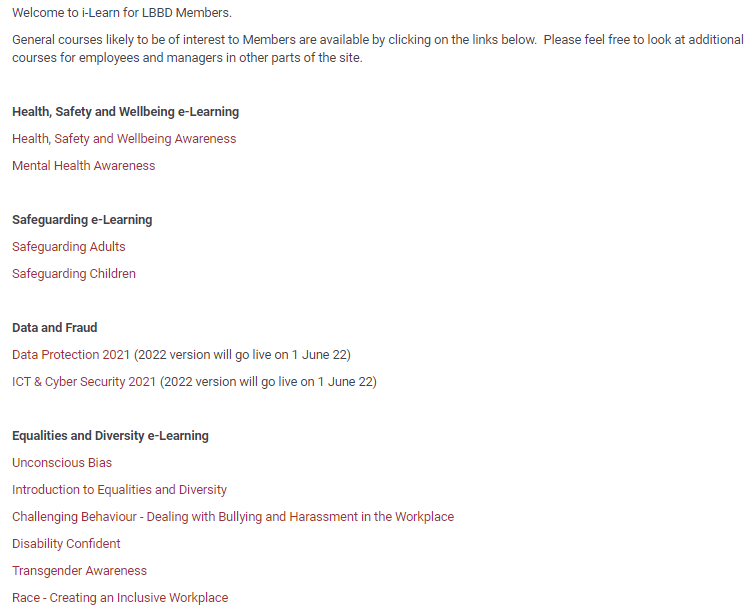 Welcome to i-Learn for LBBD Members.
General courses likely to be of interest to Members are available by clicking on the links below.  Please feel free to look at additional
courses for employees and managers in other parts of the site.
Health, Safety and Wellbeing e-Learning
Health, Safety and Wellbeing Awareness
Mental Health Awareness
Safeguarding e-Learning
Safeguarding Adults
Safeguarding Children
Data and Fraud
Data Protection 2021 (2022 version will go live on 1 June 22)
ICT & Cyber Security 2021 (2022 version will go live on 1 June 22)
Equalities and Diversity e-Learning
Unconscious Bias
Introduction to Equalities and Diversity
Challenging Behaviour - Dealing with Bullying and Harassment in the Workplace
Disability Confident
Transgender Awareness
Race - Creating an Inclusive Workplace